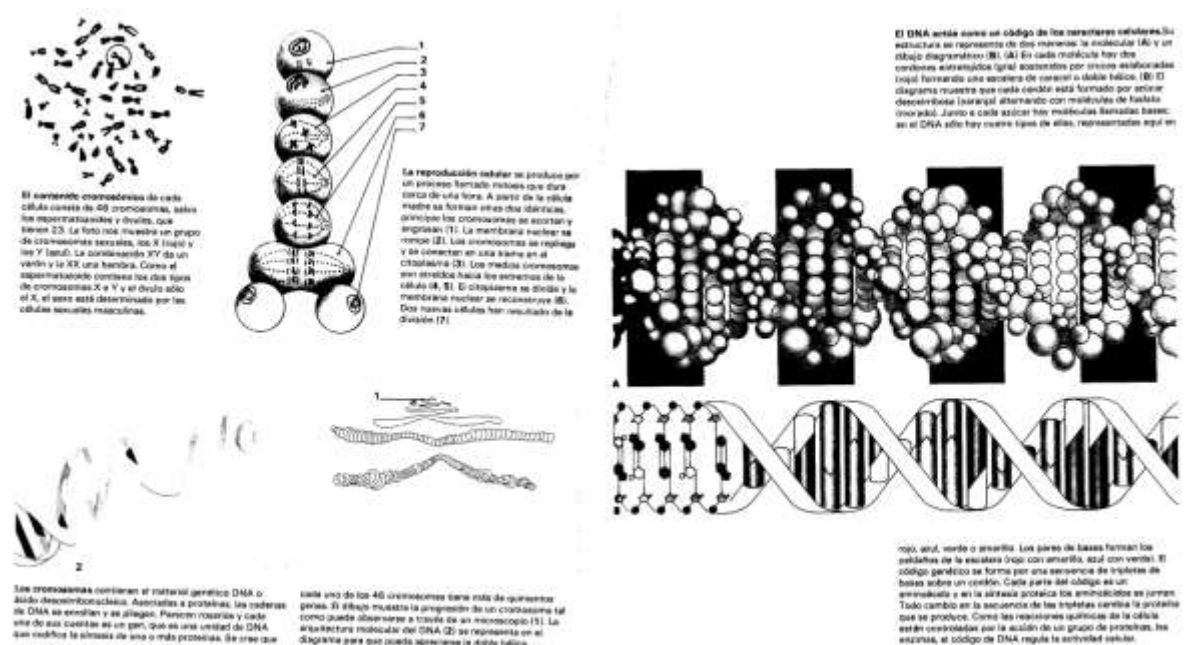 El contenido cromosómico de cada
célula consta de 46 cromosomas, salvo
los espermatozoides y óvulos, que
tienen 23. La foto nos muestra un grupo
de cromosomas sexuales, los X (rojo) y
los Y (azul). La combinación XY da un
varón y la XX una hembra. Como el
espermatozoide contiene los dos tipos
de cromosomas X e Y y el óvulo sólo
el X, el sexo está determinado por las
células sexuales masculinas.
1
2
3
4
5
6
7
La reproducción celular se produce por
un proceso llamado mitosis que dura
cerca de una hora. A partir de la célula
madre se forman otras dos idénticas,
principio los cromosomas se acortan y
engrosan (1). La membrana nuclear se
rompe (2). Los cromosomas se repliega
y se conectan en una trama en el
citoplasma (3). Los medios cromosomas
son atraídos hacia los extremos de la
célula (4, 5). El citoplasma se divide y la
membrana nuclear se reconstruye (6).
Dos nuevas células han resultado de la
división (7)
1
2
Los cromosomas contienen el material genético DNA o
ácido desoxirribonucleico. Asociadas a proteínas, las cadenas
de DNA se enrollan y se pliegan. Parecen rosarios y cada
una de sus cuentas es un gen, que es una unidad de DNA
que codifica la síntesis de una o más proteínas. Se cree que
cada uno de los 46 cromosomas tiene más de quinientos
genes. El dibujo muestra la progresión de un cromosoma tal
como puede observarse a través de un microscopio (1). La
arquitectura molecular del DNA (2) se representa en el
diagrama para que pueda apreciarse la doble hélice.
El DNA actúa como un código de los caracteres celulares. Su
estructura se representa de dos maneras: la molecular (A) y un
dibujo diagramático (B). (A) En cada molécula hay dos
cordones entretejidos (gris) sostenidos por cruces eslabonadas
(rojo) formando una escalera de caracol o doble hélice. (B) El
diagrama muestra que cada cordón está formado por azúcar
desoxirribosa (naranja) alternando con moléculas de fosfato
(morado). Junto a cada azúcar hay moléculas llamadas bases:
en el DNA sólo hay cuatro tipos de ellas, representadas aquí en
A
B
rojo, azul, verde o amarillo. Los pares de bases forman los
peldaños de la escalera (rojo con amarillo, azul con verde). El
código genético se forma por una secuencia de tripletas de
bases sobre un cordón. Cada parte del código es un
aminoácido y en la síntesis proteica los aminoácidos se juntan.
Todo cambio en la secuencia de las tripletas cambia la proteína
que se produce. Como las reacciones químicas de la célula
están controladas por la acción de un grupo de proteínas, las
enzimas, el código de DNA regula la actividad celular.